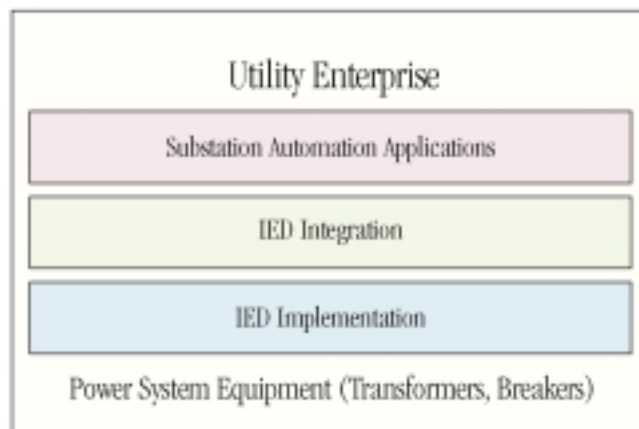 Utility Enterprise
Substation Automation Applications
IED Integration
IED Implementation
Power System Equipment (Transformers, Breakers)